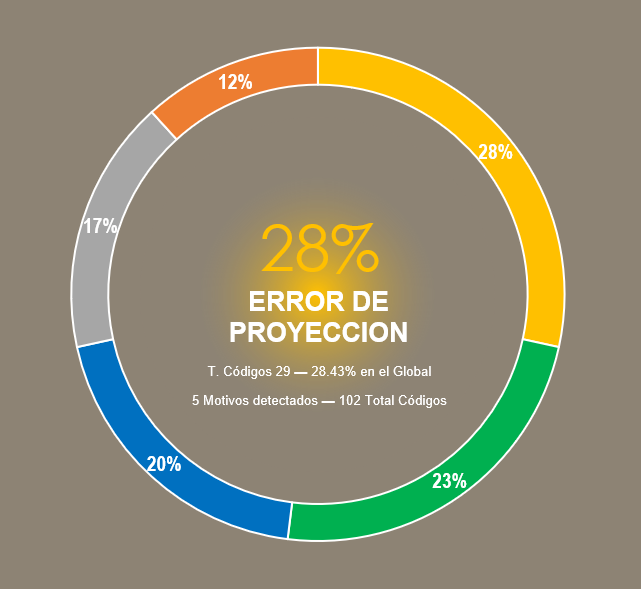 12%
28%
17%
28%
ERROR DE
PROYECCION
T. Códigos 29 — 28.43% en el Global
5 Motivos detectados — 102 Total Códigos
20%
23%